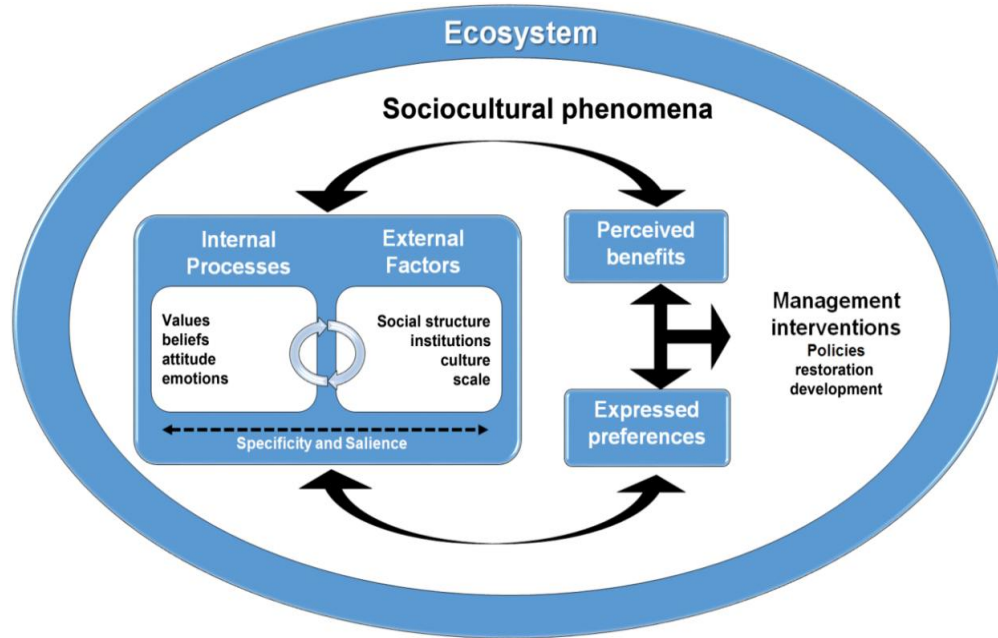 Ecosystem
Sociocultural phenomena
Internal
Processes
External
Factors
Values
beliefs
attitude
emotions
Social structure
institutions
culture
scale
Specificity and Salience
Perceived
benefits
Expressed
preferences
Management
interventions
Policies
restoration
development